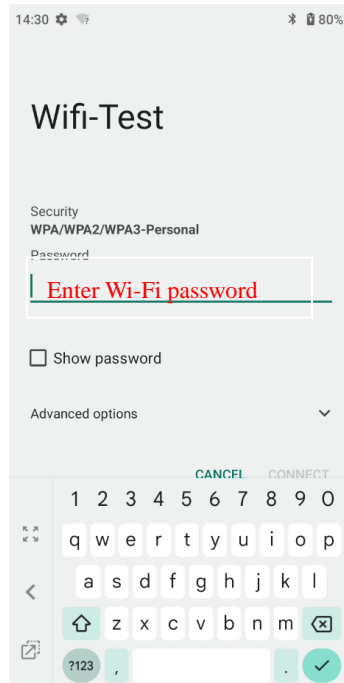 14:30 80%
Wifi-Test
Security
WPA/WPA2/WPA3-Personal
Password
Enter Wi-Fi password
Show password
Advanced options
CANCEL CONNECT
1 2 3 4 5 6 7 8 9 0
q w e r t y u i o p
a s d f g h j k l
z x c v b n m
?123 , .